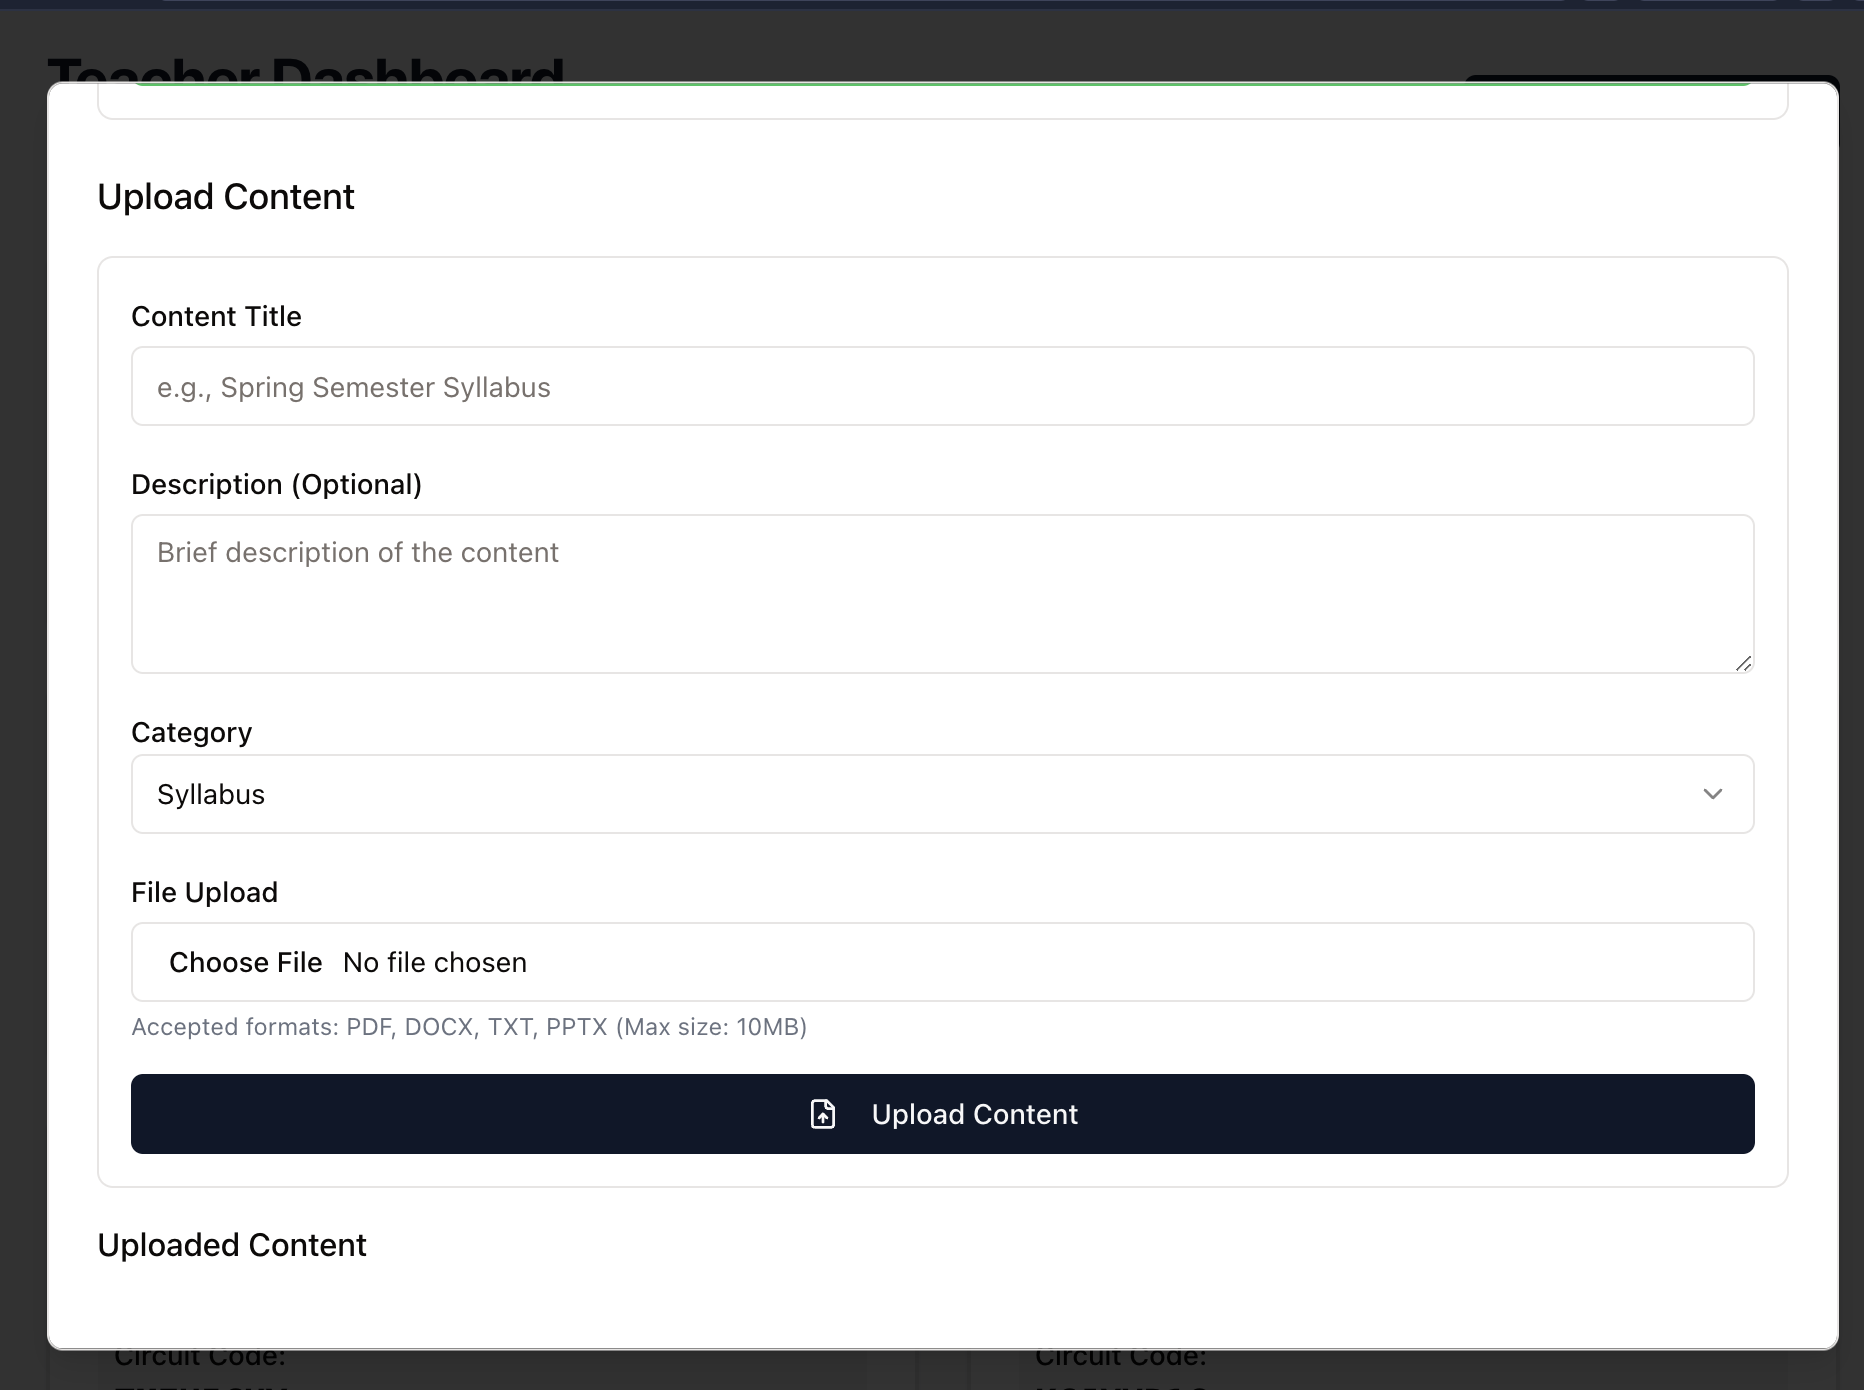 Teacher Dashboard
Upload Content
Content Title
e.g., Spring Semester Syllabus
Description (Optional)
Brief description of the content
Category
Syllabus
File Upload
Choose File No file chosen
Accepted formats: PDF, DOCX, TXT, PPTX (Max size: 10MB)
Upload Content
Uploaded Content
Circuit Code: Circuit Code: